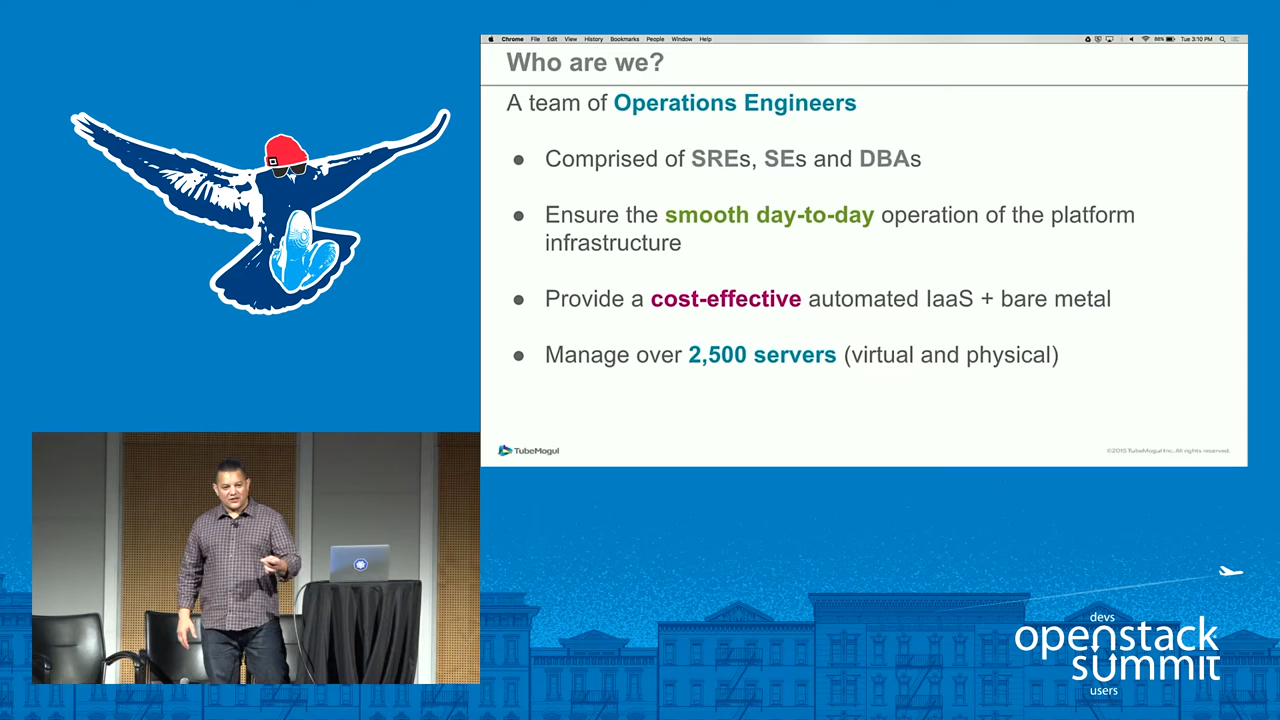 Chrome File Edit View History Bookmarks People Window Help
88% Tue 3:10 PM
Who are we?
A team of Operations Engineers
● Comprised of SREs, SEs and DBAs
● Ensure the smooth day-to-day operation of the platform
infrastructure
● Provide a cost-effective automated IaaS + bare metal
● Manage over 2,500 servers (virtual and physical)
TubeMogul
©2015 TubeMogul Inc. All rights reserved.
devs
openstack
summit
users